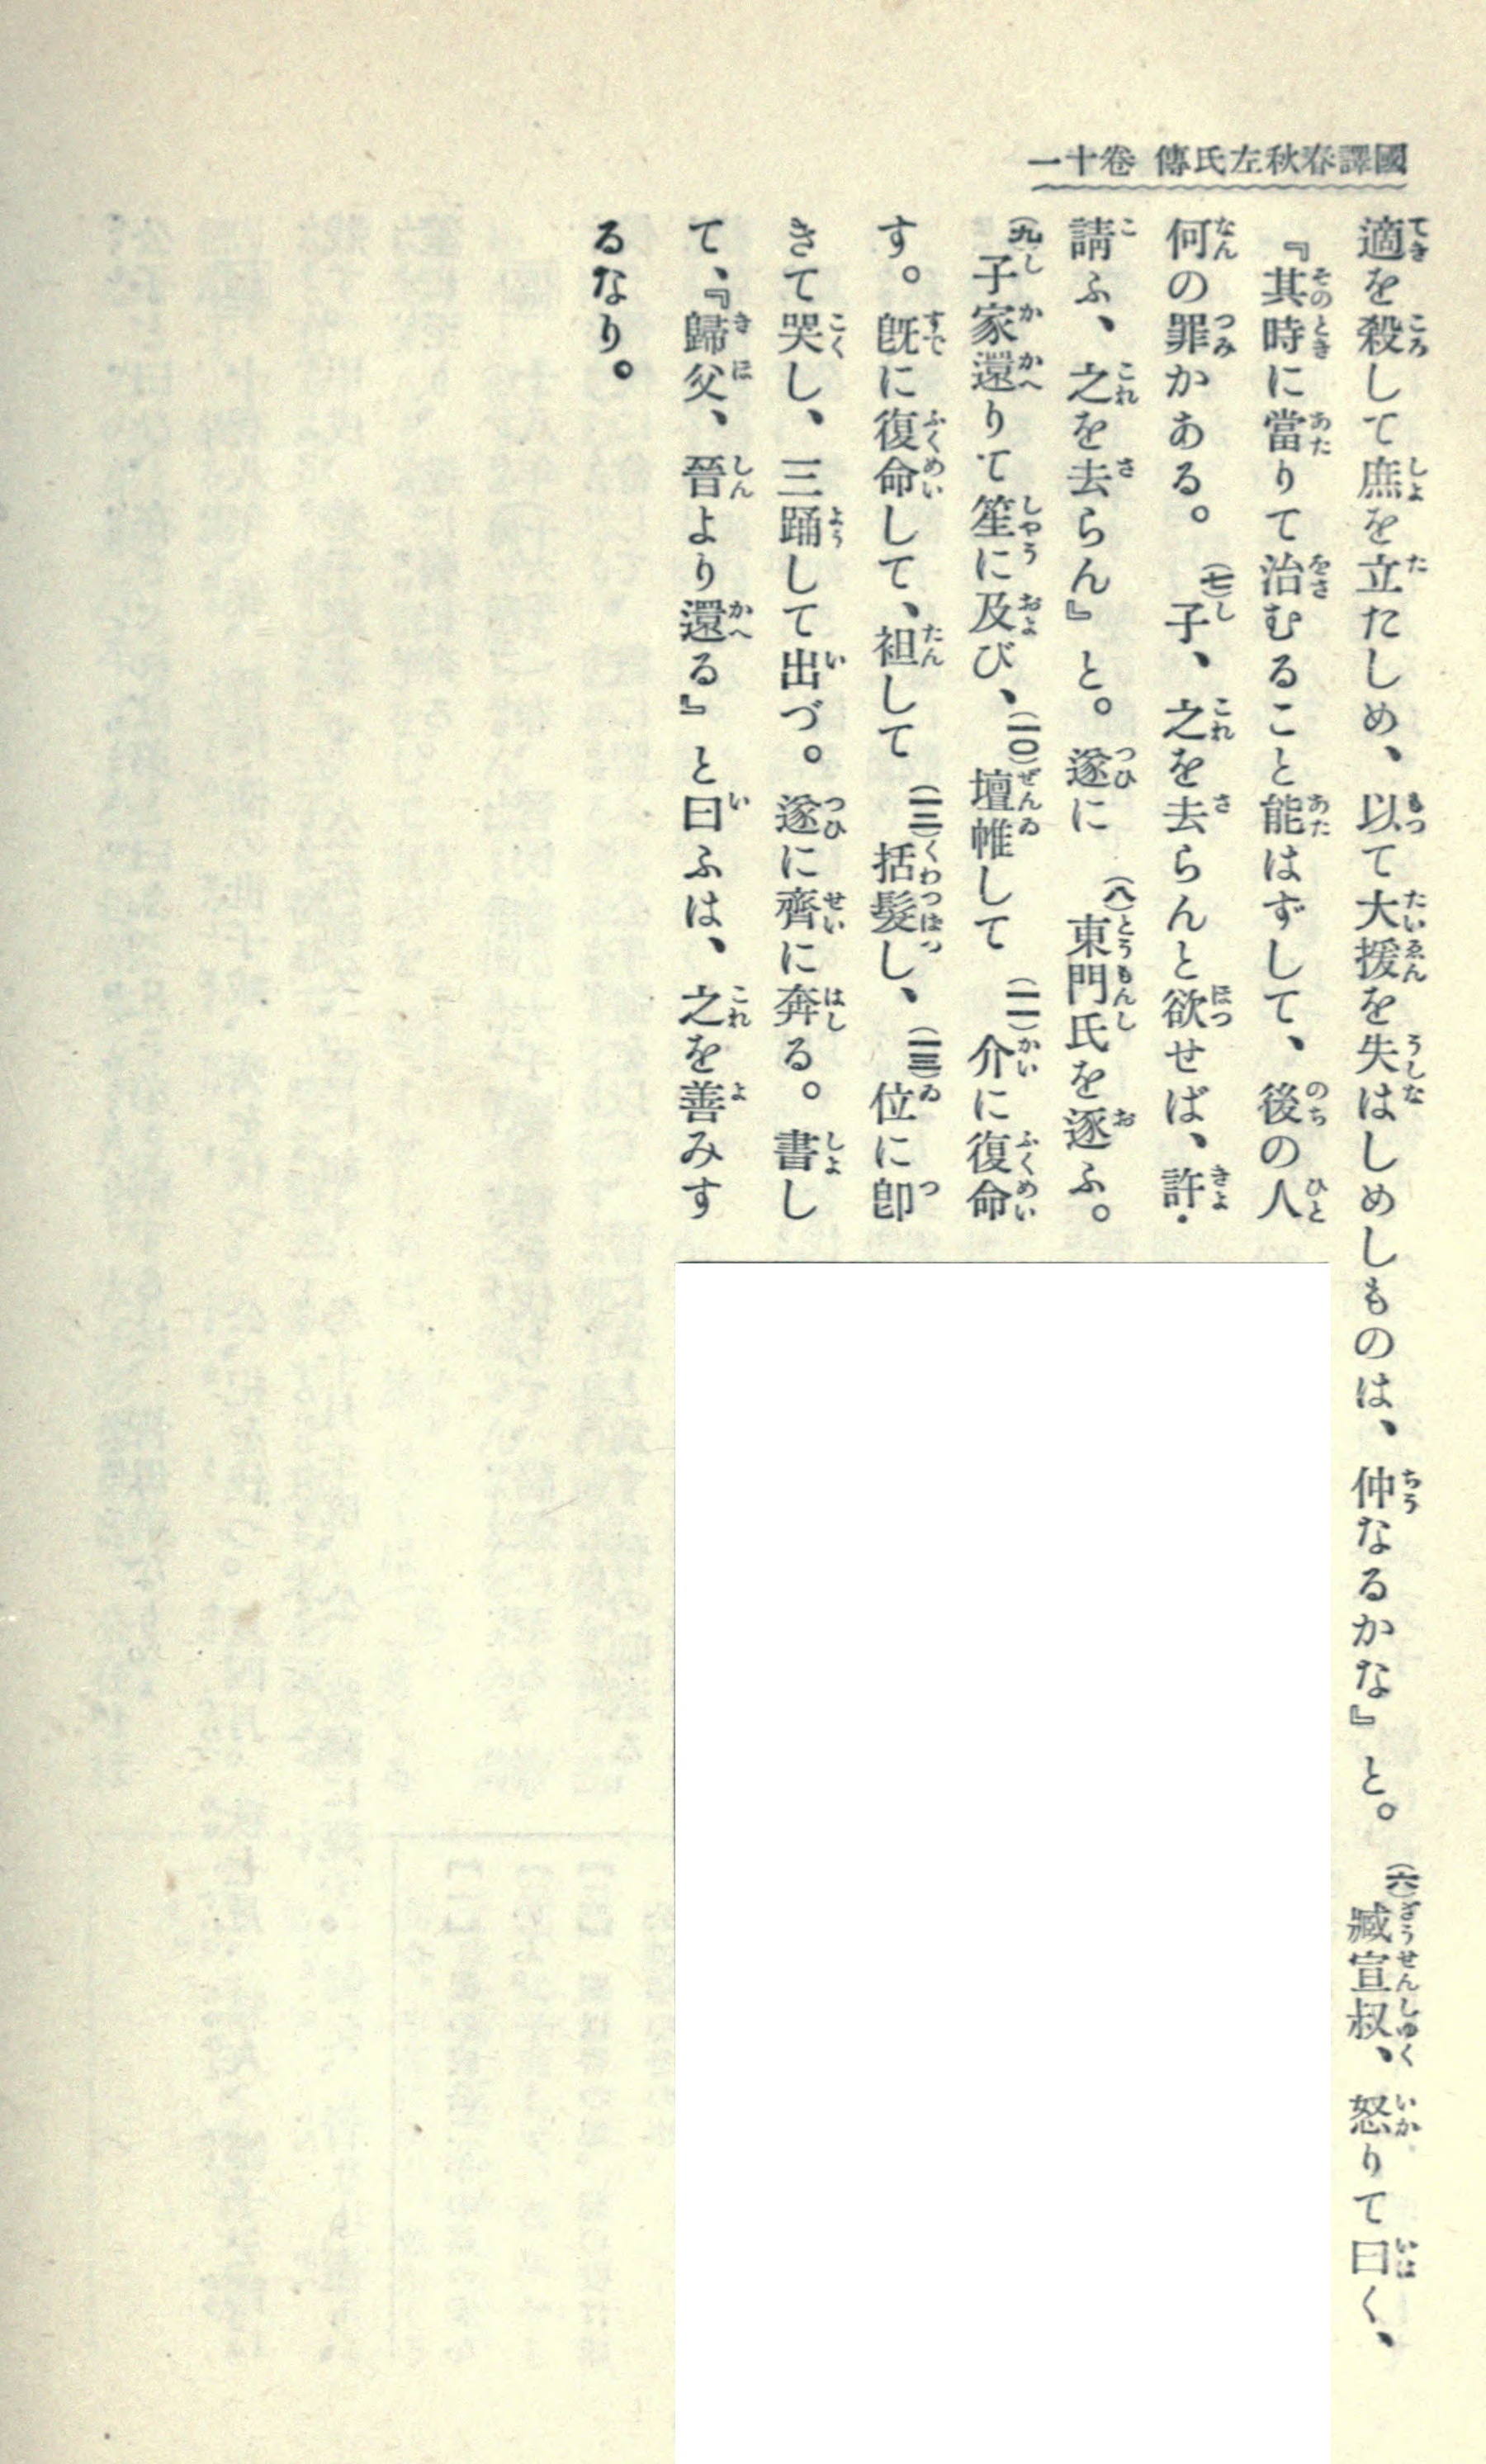 國譯春秋左氏傳 卷十一
適を殺して庶を立たしめ、以て大援を失はしめしものは、仲なるかな』と。(六)臧宣叔、怒りて曰く、
『其時に當りて治むること能はずして、後の人
何の罪かある。(七)子、之を去らんと欲せば、許・
請ふ、之を去らん』と。遂に(八)東門氏を逐ふ。
(九)子家還りて笙に及び、(一〇)壇帷して(一一)介に復命
す。既に復命して、袒して(一二)括髮し、(一三)位に卽
きて哭し、三踊して出づ。遂に齊に奔る。書し
て、『歸父、晉より還る』と曰ふは、之を善みす
るなり。